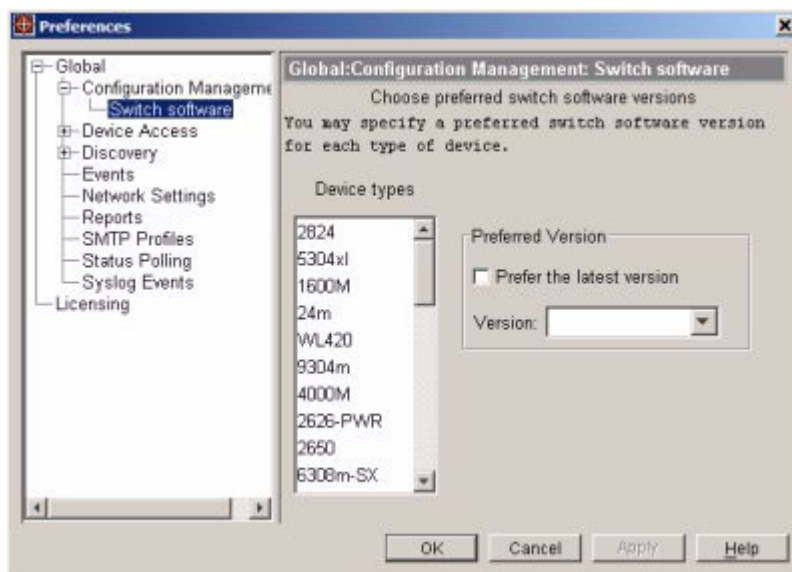 Preferences
Global
Configuration Manageme
Switch software
Device Access
Discovery
Events
Network Settings
Reports
SMTP Profiles
Status Polling
Syslog Events
Licensing
Global:Configuration Management: Switch software
Choose preferred switch software versions
You may specify a preferred switch software version
for each type of device.
Device types
2824
5304xl
1600M
24m
WL420
9304m
4000M
2626-PWR
2650
6308m-SX
Preferred Version
Prefer the latest version
Version:
OK
Cancel
Apply
Help